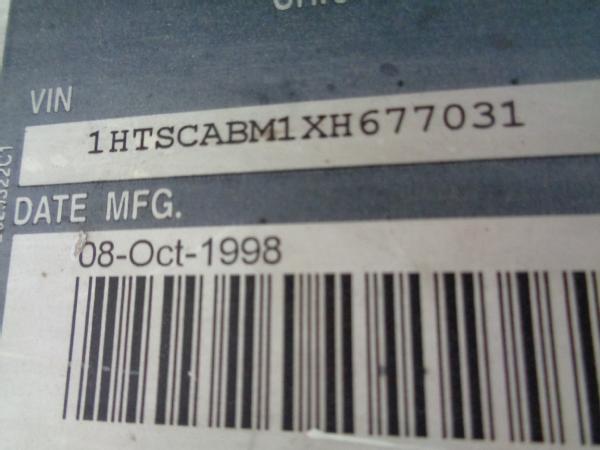 VIN
1HTSCABM1XH677031
DATE MFG.
08-Oct-1998